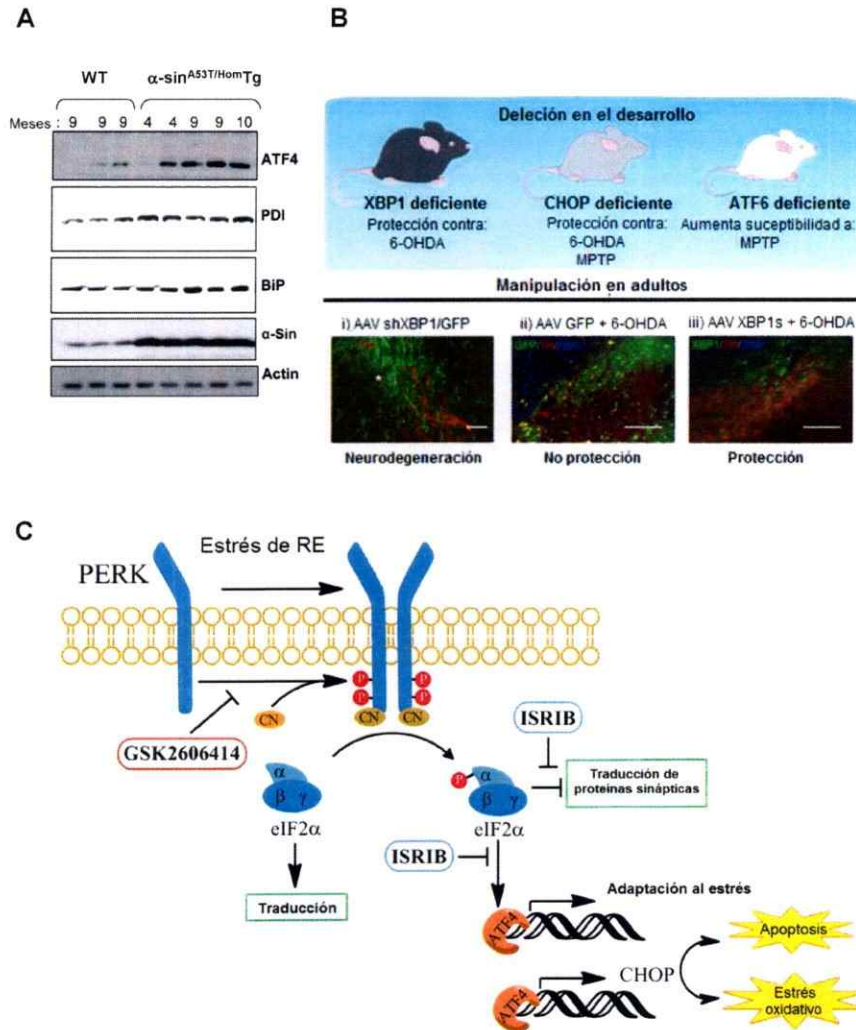 A
WT α-sin^A53T/Hom Tg
Meses : 9 9 9 4 4 9 9 10
ATF4
PDI
BiP
α-Sin
Actin
B
Deleción en el desarrollo
XBP1 deficiente
Protección contra:
6-OHDA
CHOP deficiente
Protección contra:
6-OHDA
MPTP
ATF6 deficiente
Aumenta suceptibilidad a:
MPTP
Manipulación en adultos
i) AAV shXBP1/GFP
ii) AAV GFP + 6-OHDA
iii) AAV XBP1s + 6-OHDA
Neurodegeneración
No protección
Protección
C
Estrés de RE
PERK
P P
P P
CN CN CN
GSK2606414
ISRIB
α
β γ
eIF2α
P α
β γ
eIF2α
Traducción de
proteínas sinápticas
ISRIB
Traducción
Adaptación al estrés
ATF4
Apoptosis
CHOP
ATF4
Estrés
oxidativo